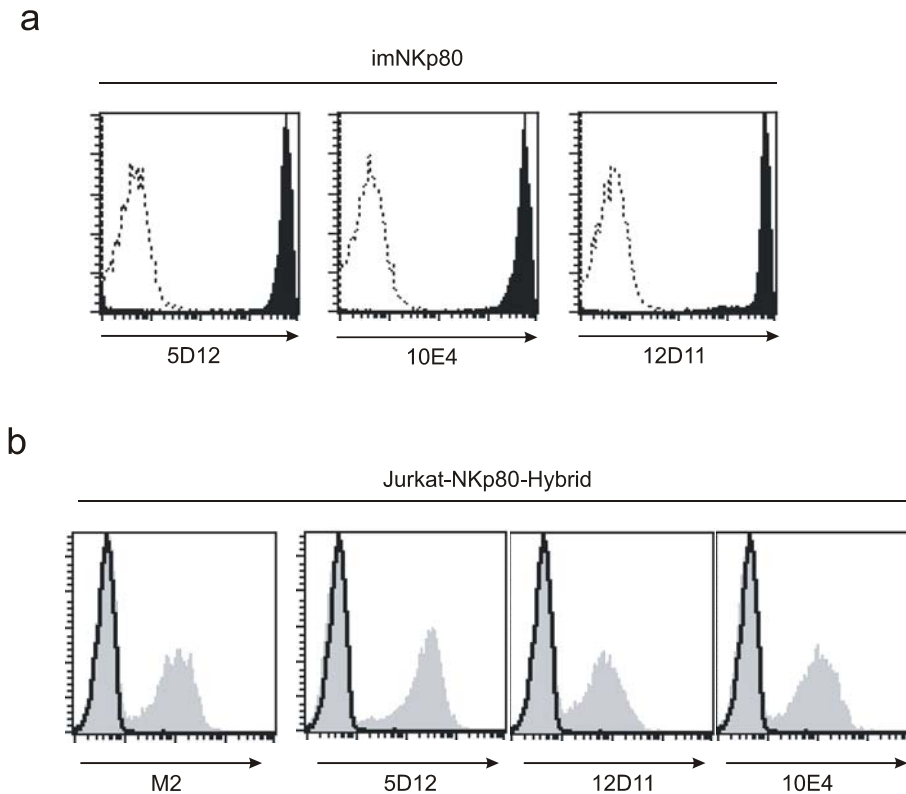 a
imNKp80
5D12
10E4
12D11
b
Jurkat-NKp80-Hybrid
M2
5D12
12D11
10E4